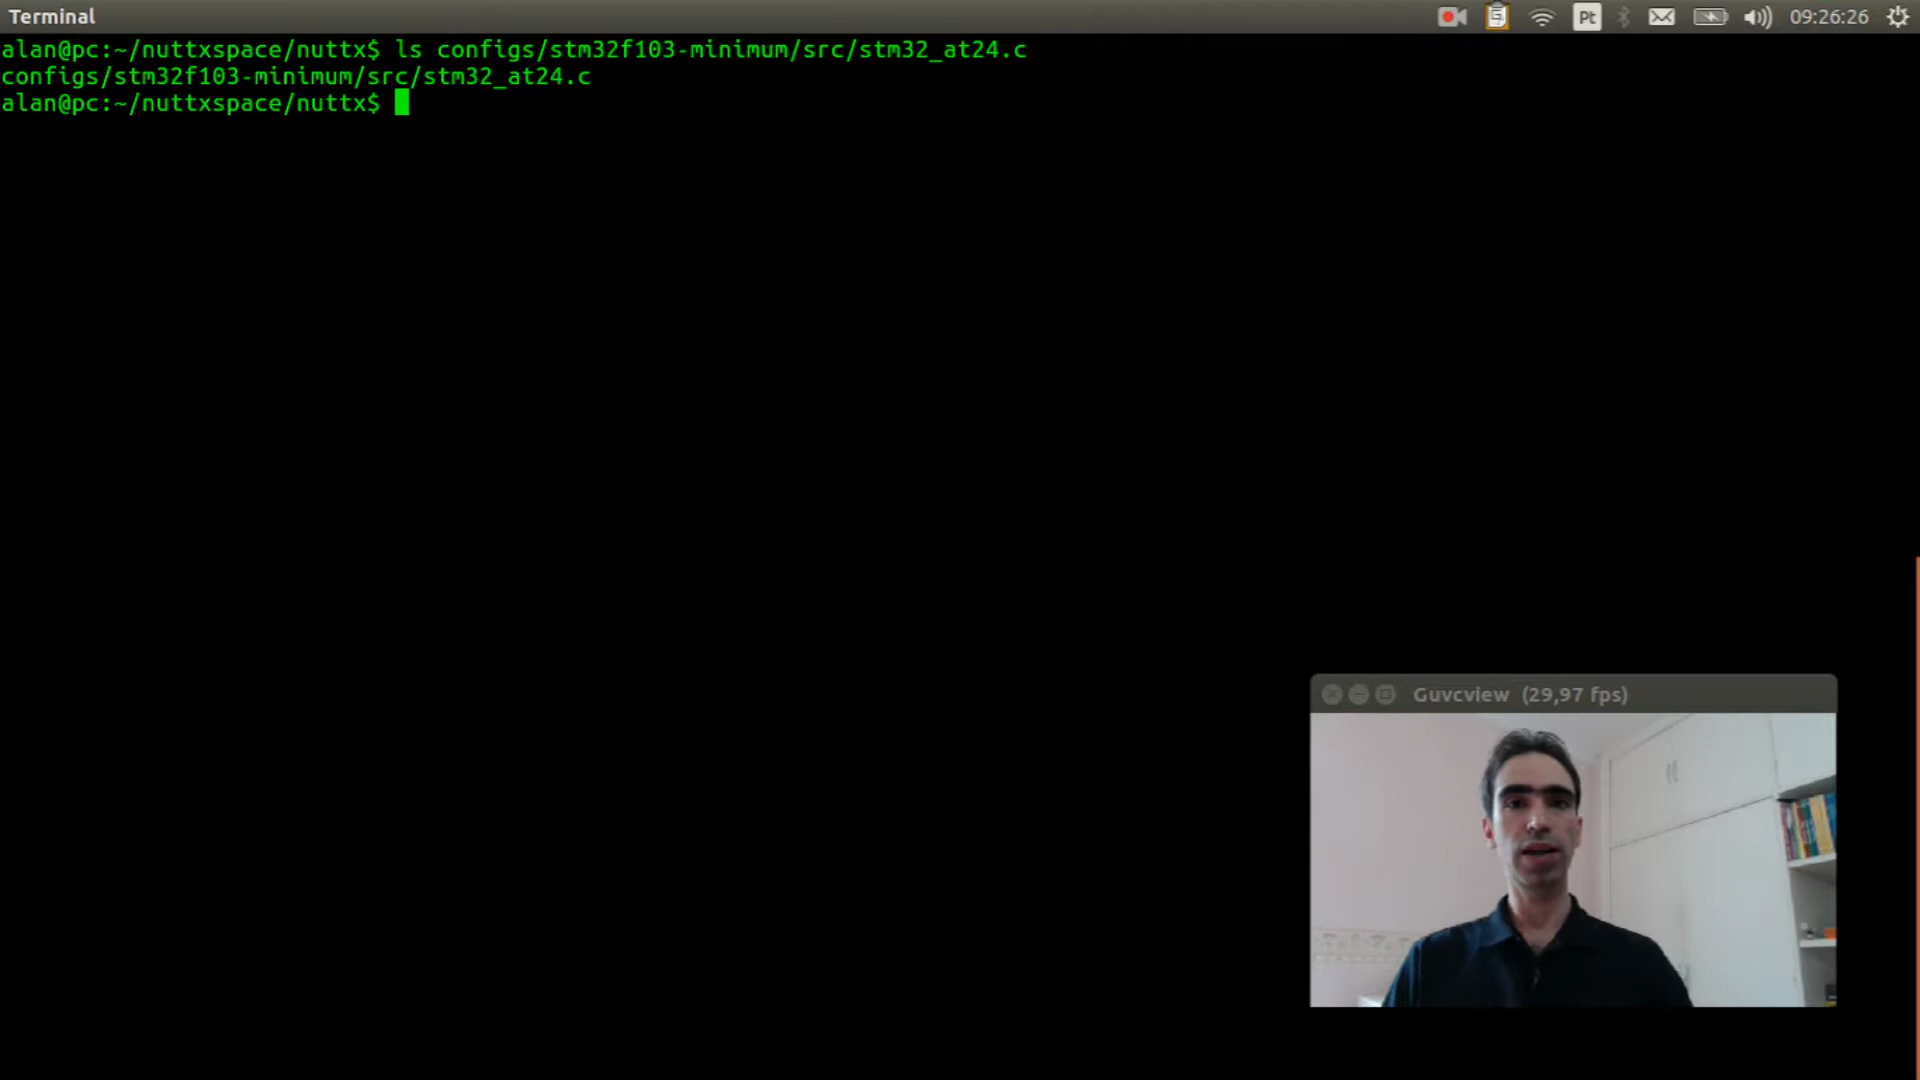 Terminal
Pt
09:26:26
alan@pc:~/nuttxspace/nuttx$ ls configs/stm32f103-minimum/src/stm32_at24.c
configs/stm32f103-minimum/src/stm32_at24.c
alan@pc:~/nuttxspace/nuttx$
Guvcview (29,97 fps)